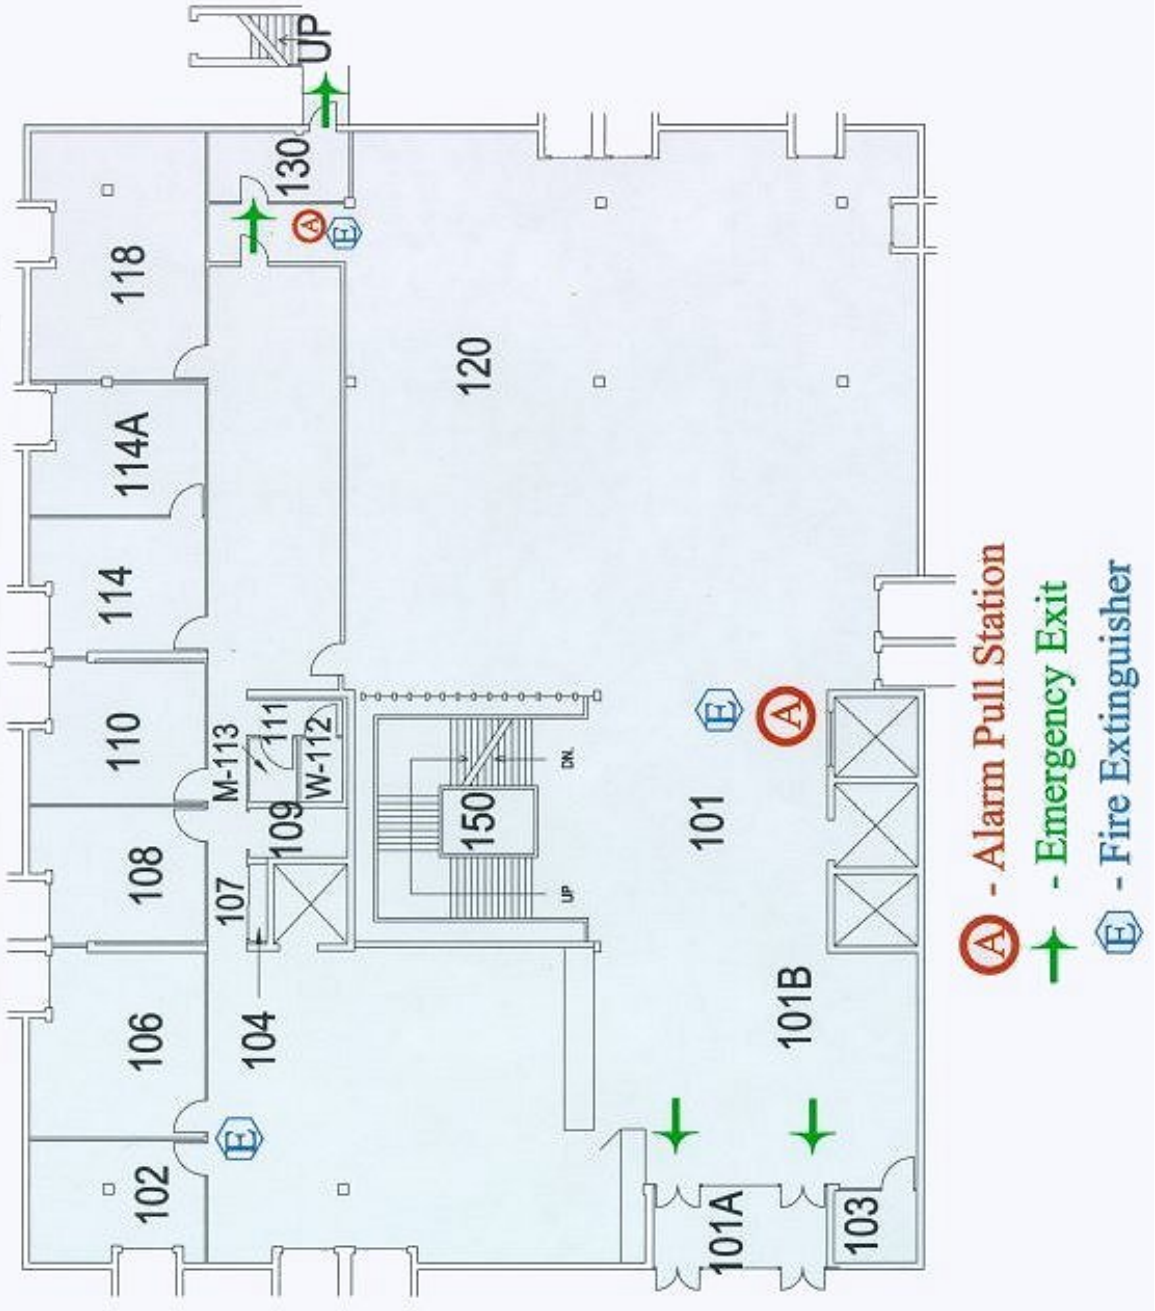 UP
130
A
E
118
120
114A
114
110
M-113
111
W-112
109
108
107
150
DN.
UP
E
A
101
106
104
101B
E
102
101A
103
A - Alarm Pull Station
- Emergency Exit
E - Fire Extinguisher